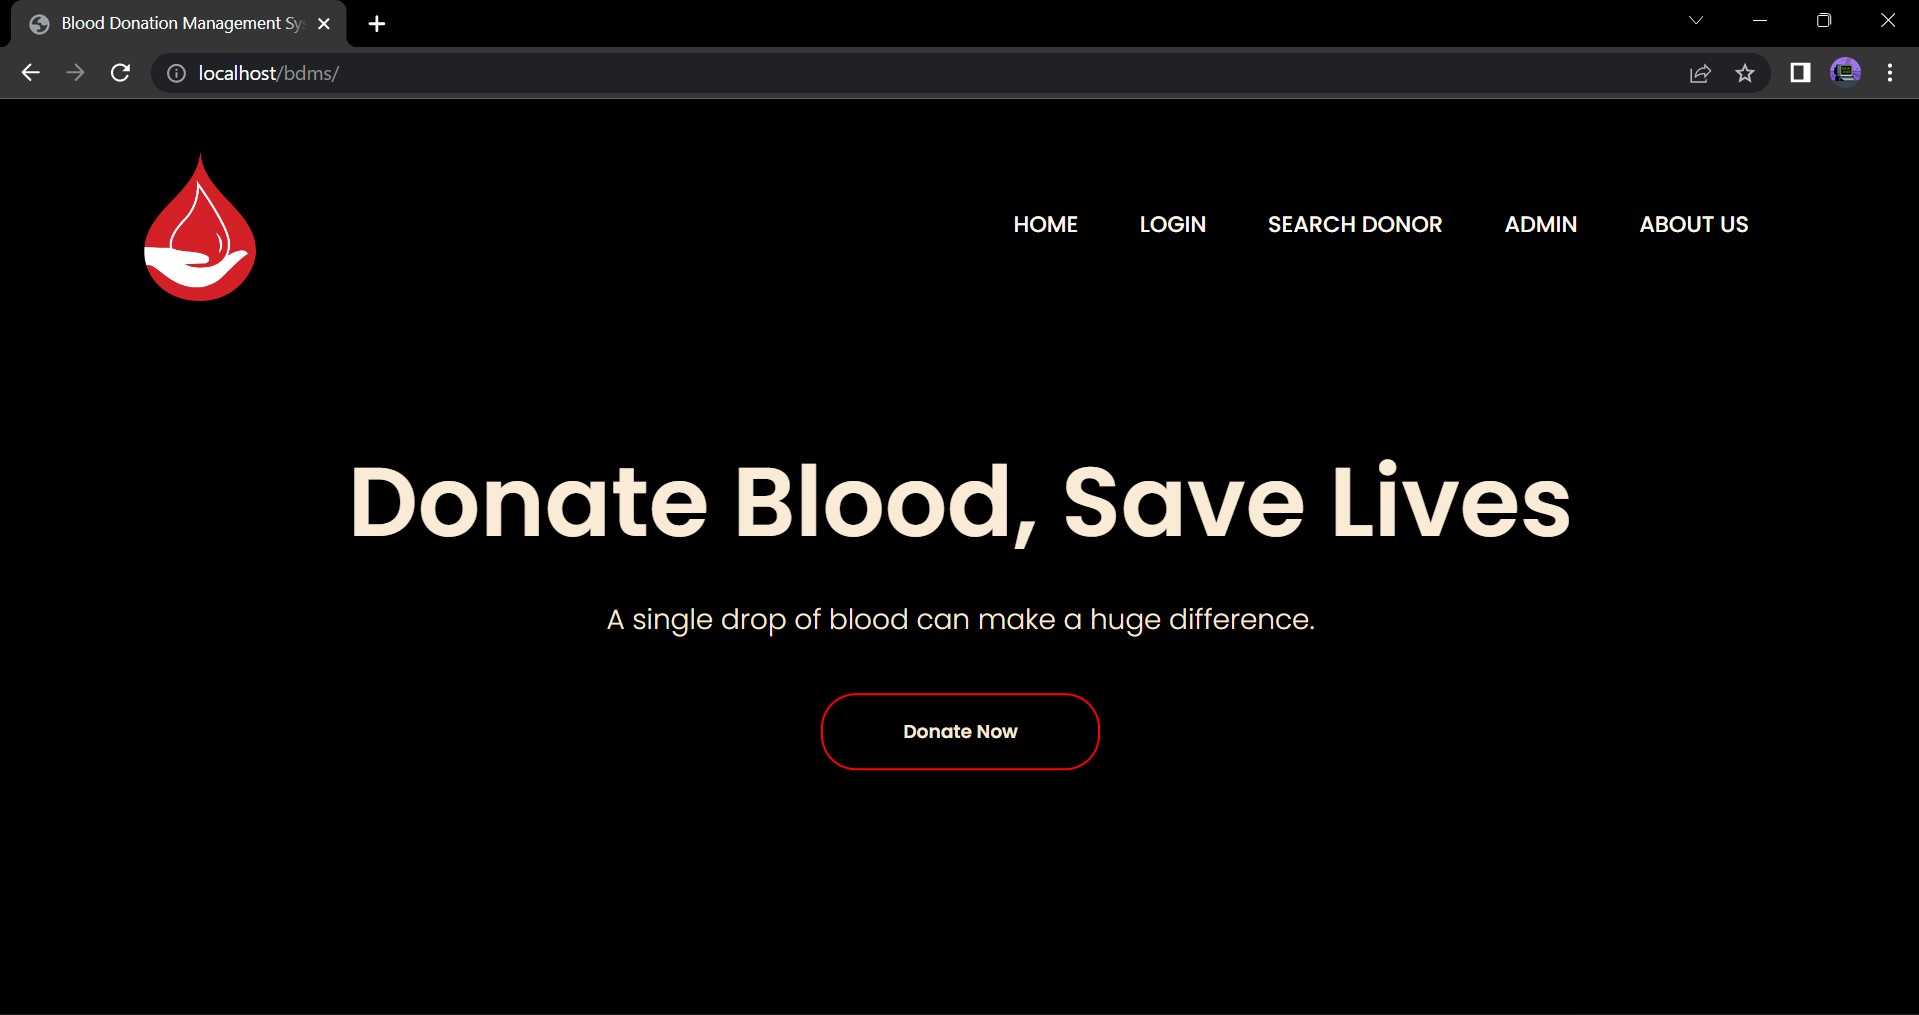 Blood Donation Management Sy
localhost/bdms/
HOME LOGIN SEARCH DONOR ADMIN ABOUT US
Donate Blood, Save Lives
A single drop of blood can make a huge difference.
Donate Now